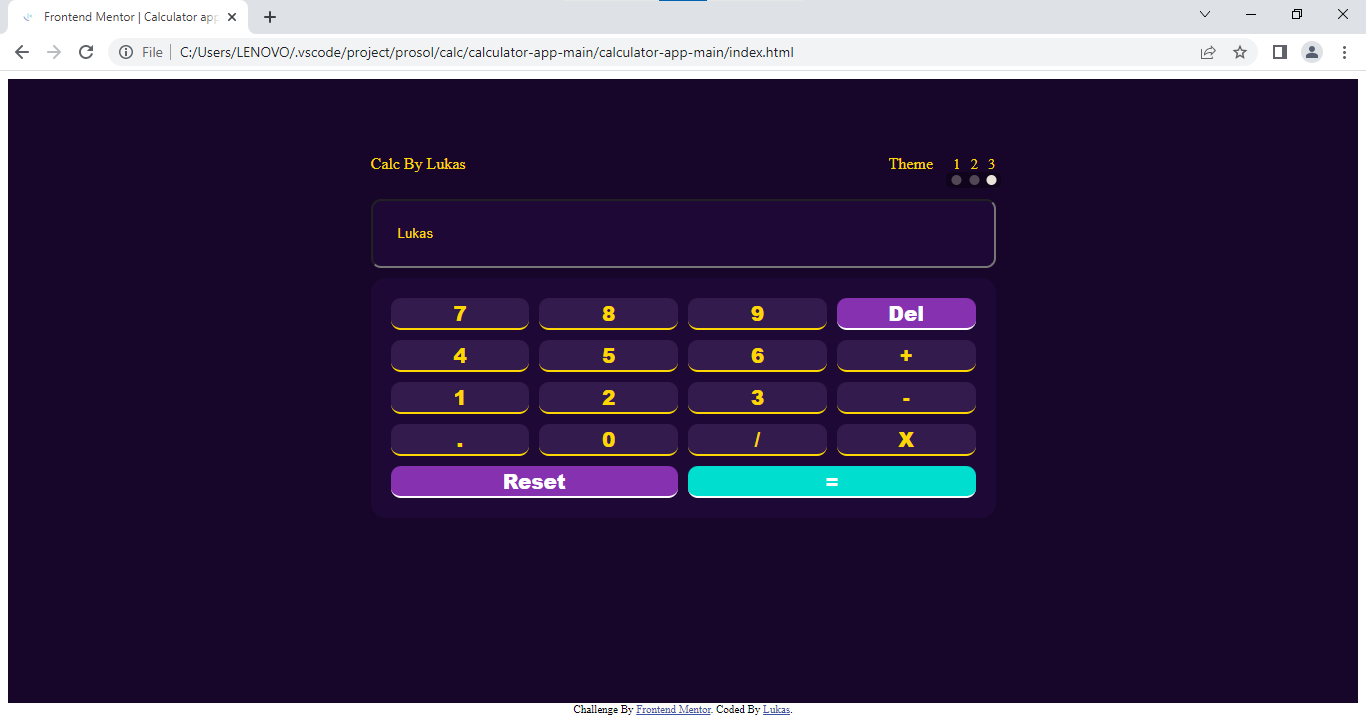 Frontend Mentor | Calculator app
File C:/Users/LENOVO/.vscode/project/prosol/calc/calculator-app-main/calculator-app-main/index.html
Calc By Lukas Theme 1 2 3
Lukas
7 8 9 Del
4 5 6 +
1 2 3 -
. 0 / X
Reset =
Challenge By Frontend Mentor. Coded By Lukas.